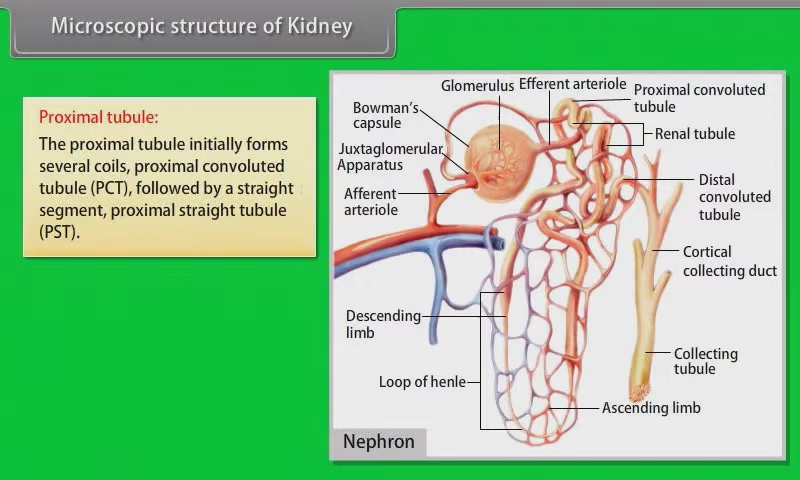 Microscopic structure of Kidney
Proximal tubule:
The proximal tubule initially forms
several coils, proximal convoluted
tubule (PCT), followed by a straight
segment, proximal straight tubule
(PST).
Glomerulus
Efferent arteriole
Proximal convoluted
tubule
Bowman's
capsule
Renal tubule
Juxtaglomerular
Apparatus
Afferent
arteriole
Distal
convoluted
tubule
Cortical
collecting duct
Descending
limb
Collecting
tubule
Loop of henle
Ascending limb
Nephron